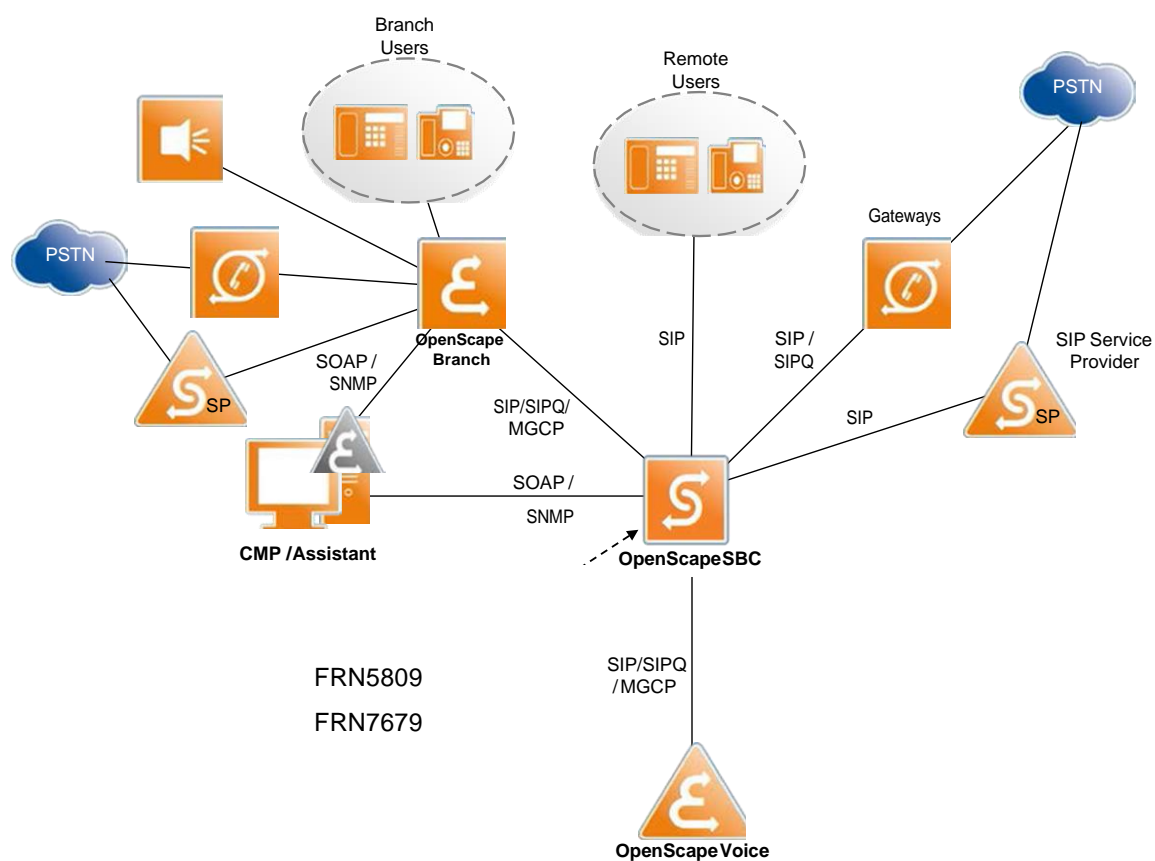 Branch
Users
Remote
Users
PSTN
Gateways
PSTN
OpenScape
Branch
SOAP /
SNMP
SIP
SIP /
SIPQ
SIP Service
Provider
SP
SIP/SIPQ/
MGCP
SIP
SP
SOAP /
SNMP
CMP /Assistant
OpenScapeSBC
SIP/SIPQ
/MGCP
FRN5809
FRN7679
OpenScapeVoice